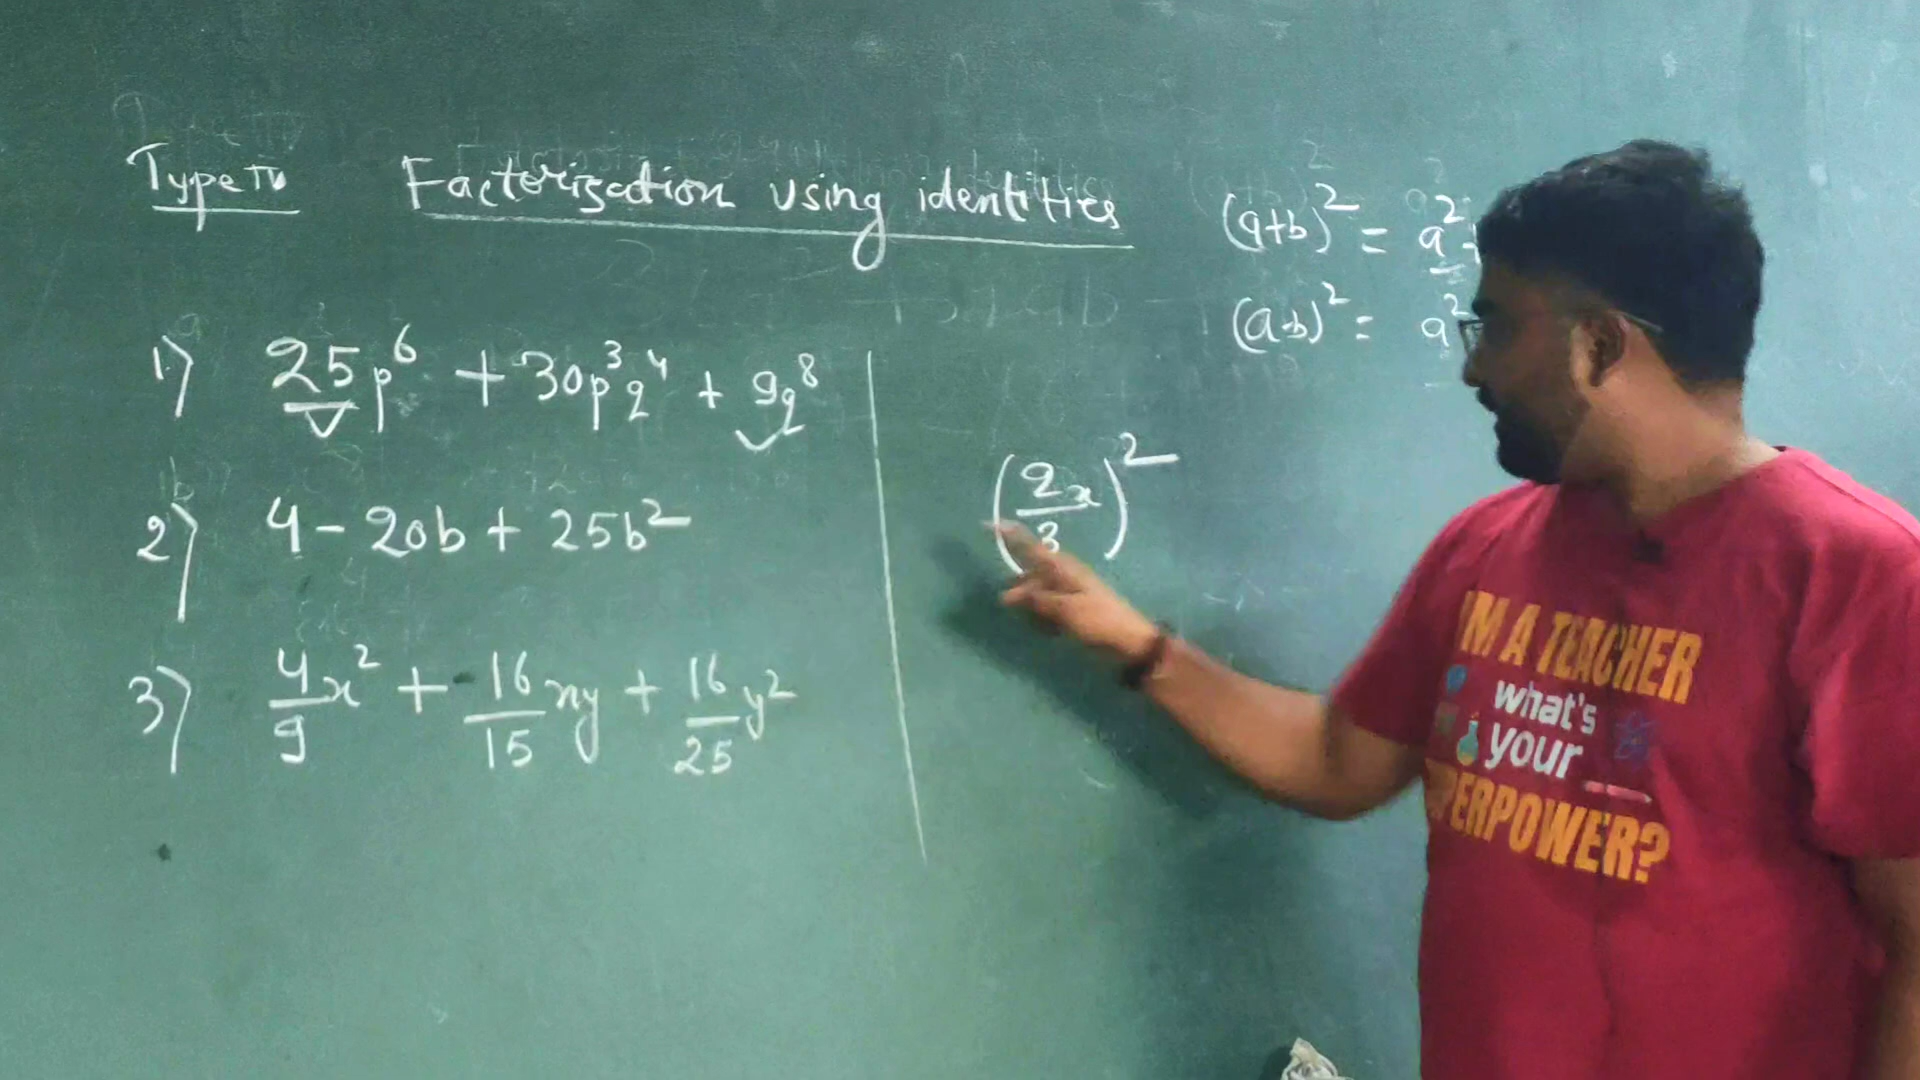 Type IV Factorisation using identities
(a+b)² = a²
(a-b)² = a²
1) 25p⁶ + 30p³q⁴ + 9q⁸
(2x/3)²
2) 4 - 20b + 25b²
3) 4/9 x² + 16/15 xy + 16/25 y²
I'M A TEACHER
what's
your
SUPERPOWER?